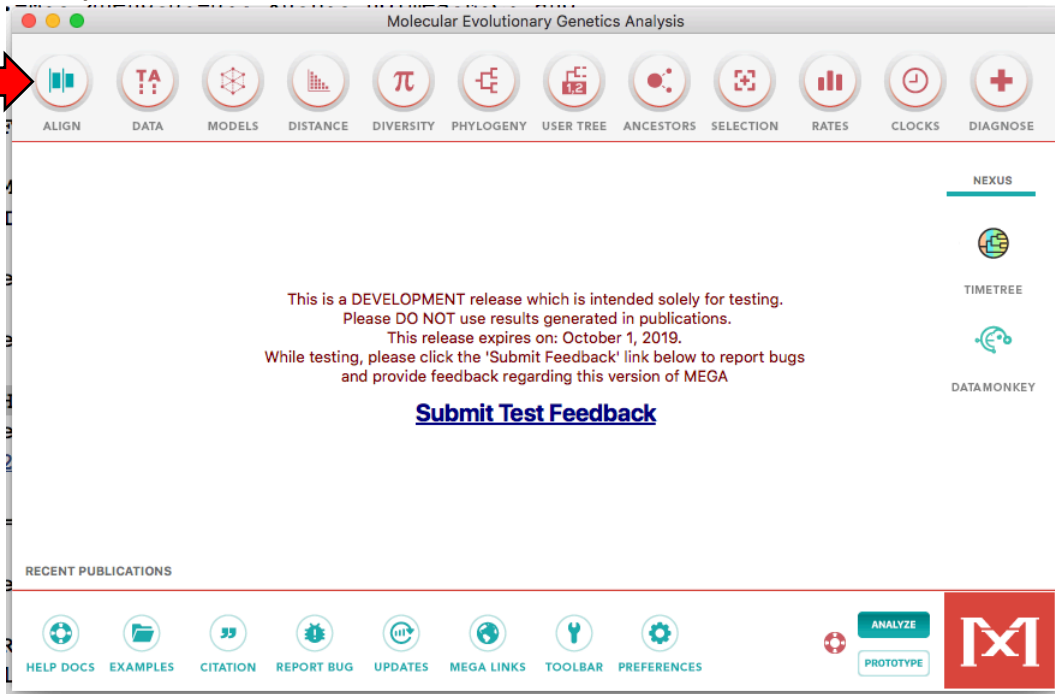 Molecular Evolutionary Genetics Analysis
TA
π
1,2
ALIGN DATA MODELS DISTANCE DIVERSITY PHYLOGENY USER TREE ANCESTORS SELECTION RATES CLOCKS DIAGNOSE
NEXUS
TIMETREE
DATAMONKEY
This is a DEVELOPMENT release which is intended solely for testing.
Please DO NOT use results generated in publications.
This release expires on: October 1, 2019.
While testing, please click the 'Submit Feedback' link below to report bugs
and provide feedback regarding this version of MEGA
Submit Test Feedback
RECENT PUBLICATIONS
HELP DOCS EXAMPLES CITATION REPORT BUG UPDATES MEGA LINKS TOOLBAR PREFERENCES
ANALYZE
PROTOTYPE
M